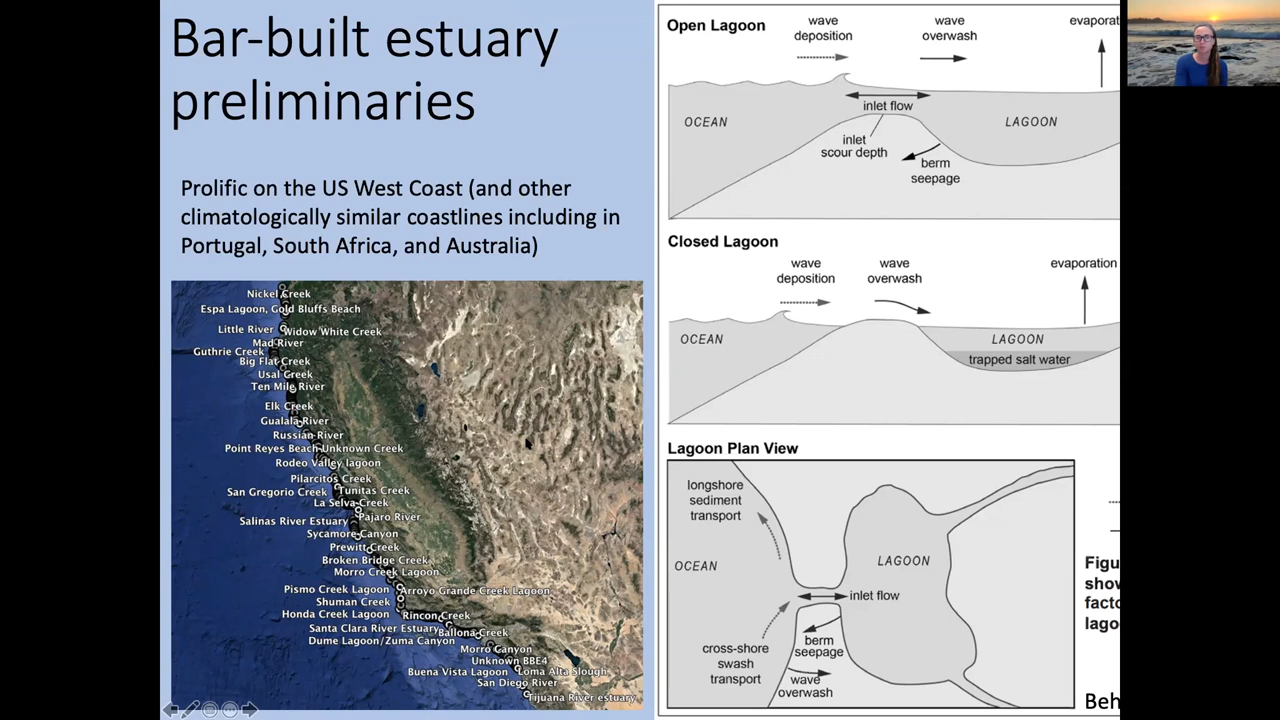 Bar-built estuary
preliminaries
Prolific on the US West Coast (and other
climatologically similar coastlines including in
Portugal, South Africa, and Australia)
Nickel Creek
Espa Lagoon, Gold Bluffs Beach
Little River
Widow White Creek
Mad River
Guthrie Creek
Big Flat Creek
Usal Creek
Ten Mile River
Elk Creek
Gualala River
Russian River
Point Reyes Beach Unknown Creek
Rodeo Valley lagoon
Pilarcitos Creek
San Gregorio Creek
Tunitas Creek
La Selva Creek
Pajaro River
Salinas River Estuary
Sycamore Canyon
Prewitt Creek
Broken Bridge Creek
Morro Creek Lagoon
Pismo Creek Lagoon
Arroyo Grande Creek Lagoon
Shuman Creek
Honda Creek Lagoon
Rincon Creek
Santa Clara River Estuary
Ballona Creek
Dume Lagoon/Zuma Canyon
Morro Canyon
Unknown BBE4
Buena Vista Lagoon
Loma Alta Slough
San Diego River
Tijuana River estuary
Open Lagoon
wave
deposition
wave
overwash
evaporat
inlet flow
OCEAN
LAGOON
inlet
scour depth
berm
seepage
Closed Lagoon
wave
deposition
wave
overwash
evaporation
OCEAN
LAGOON
trapped salt water
Lagoon Plan View
longshore
sediment
transport
OCEAN
LAGOON
inlet flow
cross-shore
swash
transport
berm
seepage
wave
overwash
Figu
show
facto
lago
Beh